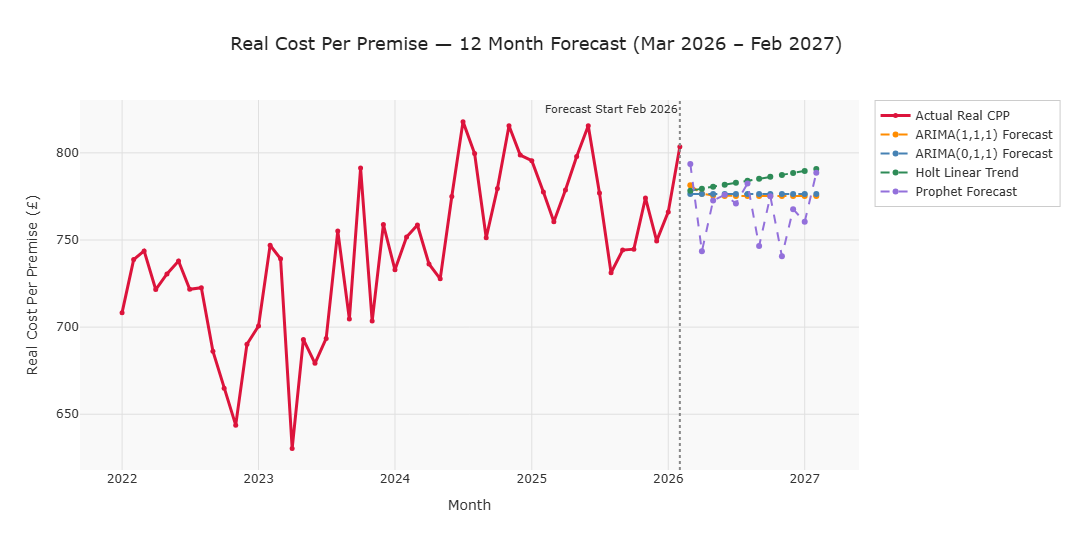 Real Cost Per Premise — 12 Month Forecast (Mar 2026 – Feb 2027)
Forecast Start Feb 2026
Actual Real CPP
ARIMA(1,1,1) Forecast
ARIMA(0,1,1) Forecast
Holt Linear Trend
Prophet Forecast
Real Cost Per Premise (£)
800
750
700
650
2022
2023
2024
2025
2026
2027
Month